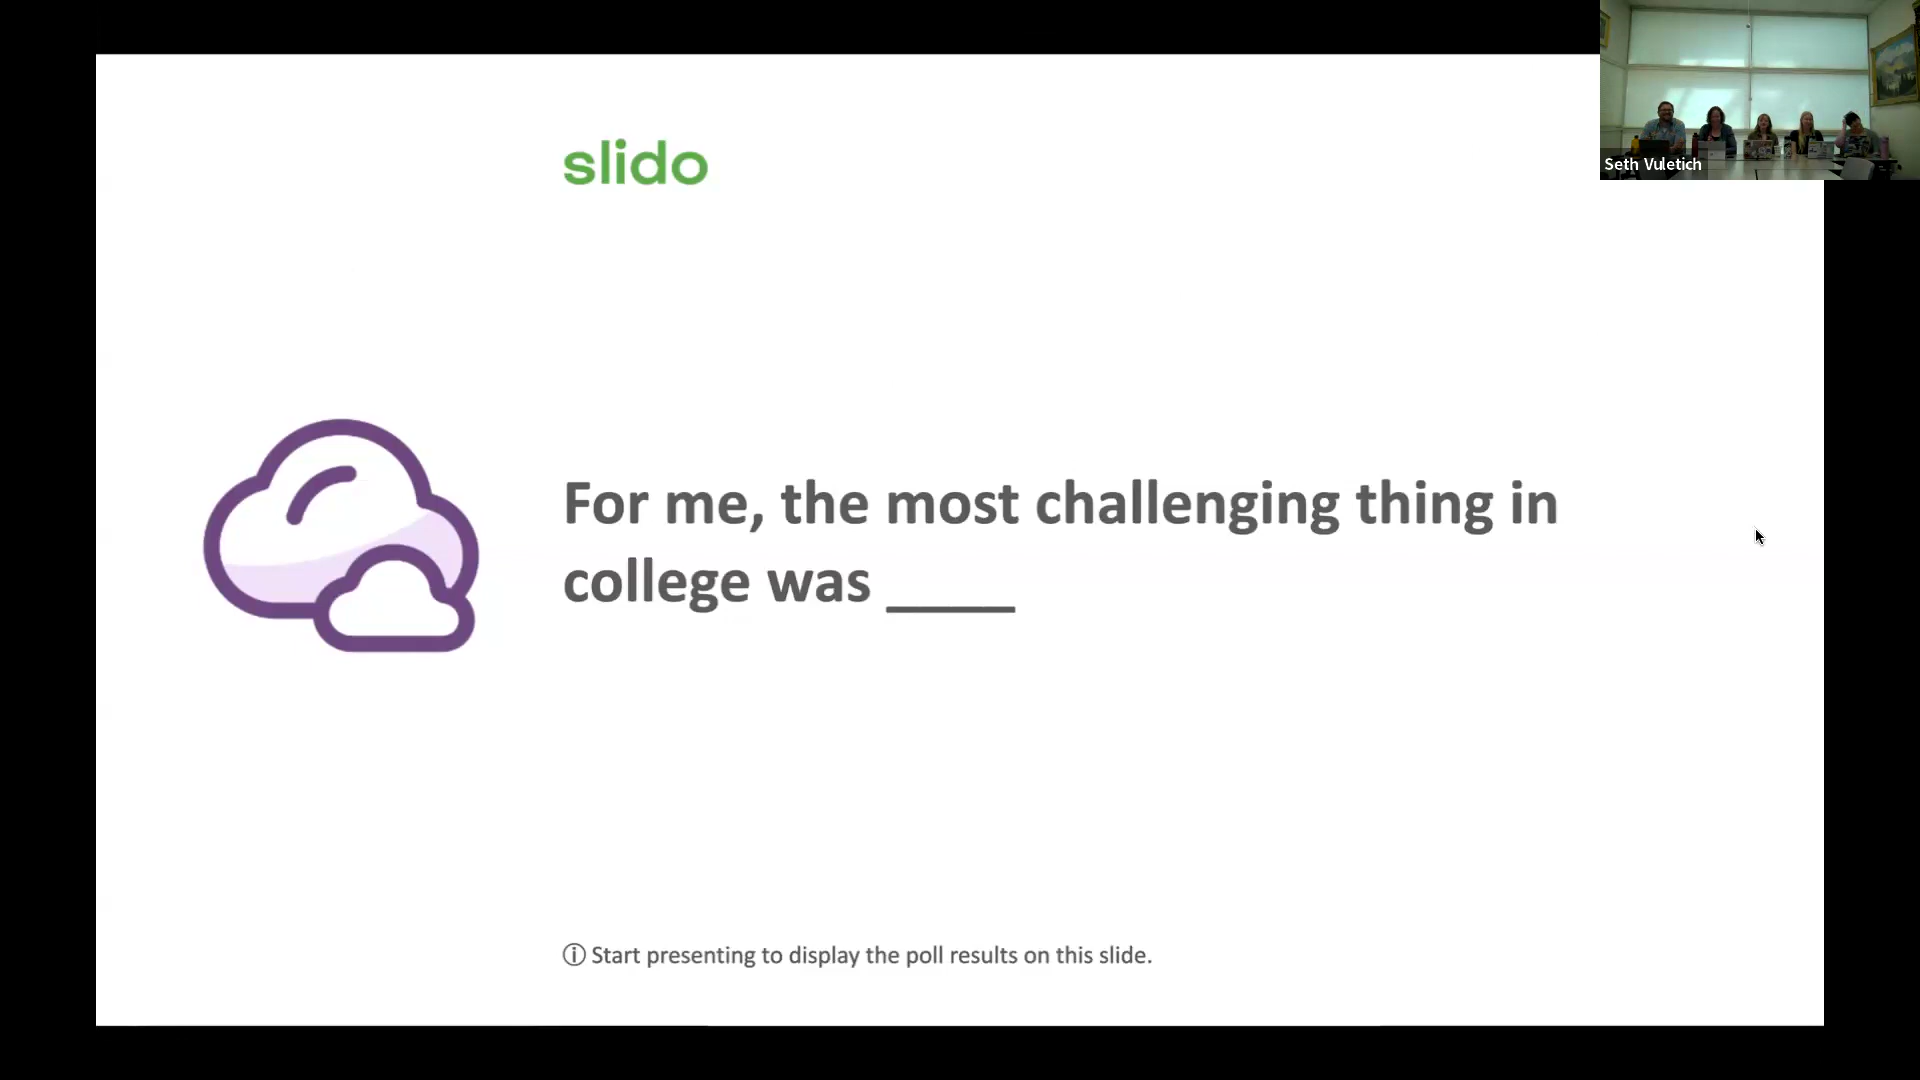 slido
Seth Vuletich
For me, the most challenging thing in
college was ____
ⓘ Start presenting to display the poll results on this slide.